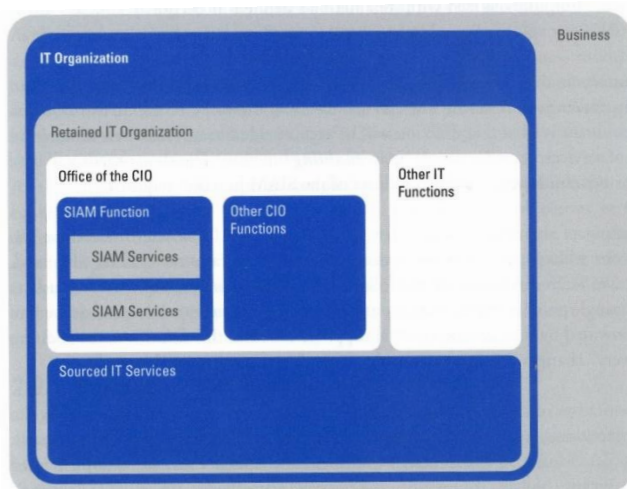 Business
IT Organization
Retained IT Organization
Office of the CIO
Other IT
Functions
SIAM Function
Other CIO
Functions
SIAM Services
SIAM Services
Sourced IT Services